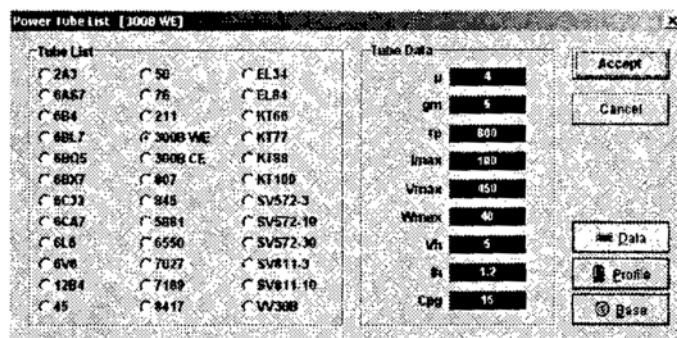 Power Tube List [300B WE]
Tube List
2A3
6AS7
6B4
6BL7
6BQ5
6BX7
6C33
6CA7
6L6
6V6
12B4
45
50
76
211
300B WE
300B CE
807
845
5881
6550
7027
7189
8417
EL34
EL84
KT66
KT77
KT88
KT100
SV572-3
SV572-10
SV572-30
SV811-3
SV811-10
VV30B
Tube Data
µ 4
gm 5
rp 800
Imax 100
Vmax 450
Wmax 40
Vh 5
Ih 1.2
Cpg 15
Accept
Cancel
Data
Profile
Base